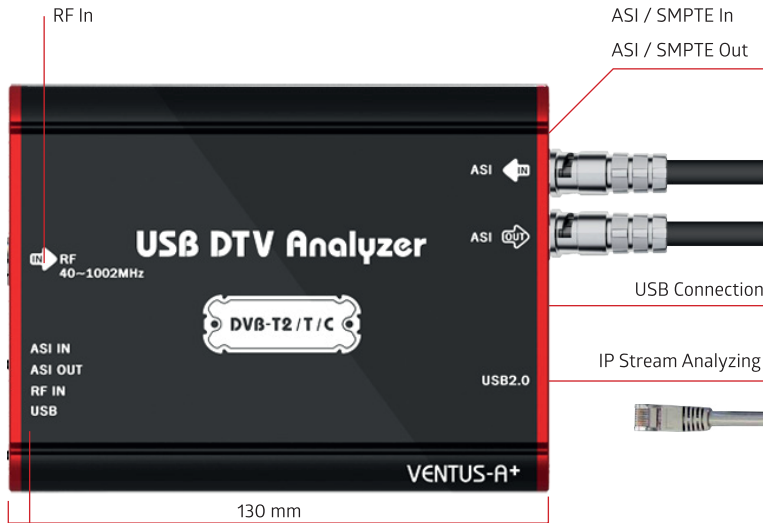 RF In
ASI / SMPTE In
ASI / SMPTE Out
ASI IN
USB DTV Analyzer
ASI OUT
IN RF
40~1002MHz
USB Connection
DVB-T2/T/C
ASI IN
ASI OUT
RF IN
USB
IP Stream Analyzing
USB2.0
VENTUS-A+
130 mm